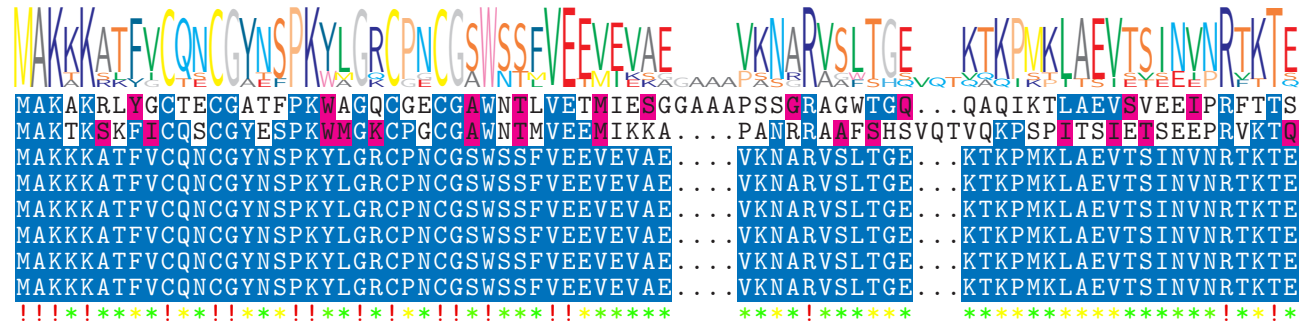 MAKKKATFVCQNCGYNSPKYLGRCPNCGSWSSFVEEVEVAE VKNARVSLTGE KTKPMKLAEVTSINVNRTKTE
MAKAKRLYGCTECGATFPKWAGQCGECGAWNTLVETMIESGGAAAPSSGRAGWTGQ...QAQIKTLAEVSVEEIPRFTTS
MAKTKSKFICQSCGYESPKWMGKCPGCGAWNTMVEEMIKKA....PANRRAAFSHSVQTVQKPSPITSIETSEEPRVKTQ
MAKKKATFVCQNCGYNSPKYLGRCPNCGSWSSFVEEVEVAE....VKNARVSLTGE...KTKPMKLAEVTSINVNRTKTE
MAKKKATFVCQNCGYNSPKYLGRCPNCGSWSSFVEEVEVAE....VKNARVSLTGE...KTKPMKLAEVTSINVNRTKTE
MAKKKATFVCQNCGYNSPKYLGRCPNCGSWSSFVEEVEVAE....VKNARVSLTGE...KTKPMKLAEVTSINVNRTKTE
MAKKKATFVCQNCGYNSPKYLGRCPNCGSWSSFVEEVEVAE....VKNARVSLTGE...KTKPMKLAEVTSINVNRTKTE
MAKKKATFVCQNCGYNSPKYLGRCPNCGSWSSFVEEVEVAE....VKNARVSLTGE...KTKPMKLAEVTSINVNRTKTE
MAKKKATFVCQNCGYNSPKYLGRCPNCGSWSSFVEEVEVAE....VKNARVSLTGE...KTKPMKLAEVTSINVNRTKTE
!!!*!****!**!!***!!**!*!**!!*!***!!****** ****!****** ****************!**!*